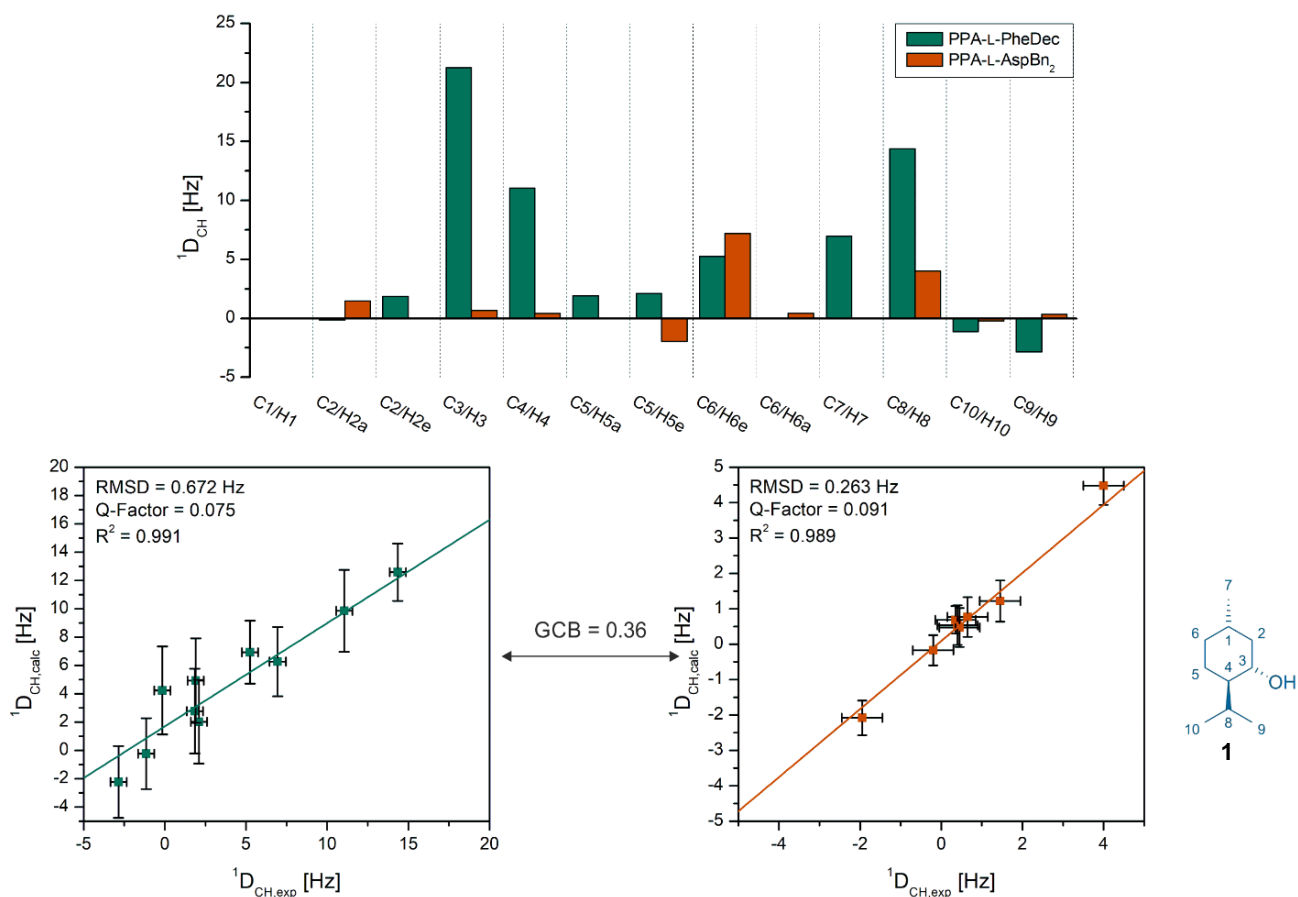 PPA-L-PheDec
PPA-L-AspBn2
25
20
15
10
5
0
-5
1DCH [Hz]
C1/H1
C2/H2a
C2/H2e
C3/H3
C4/H4
C5/H5a
C5/H5e
C6/H6e
C6/H6a
C7/H7
C8/H8
C10/H10
C9/H9
RMSD = 0.672 Hz
Q-Factor = 0.075
R2 = 0.991
20
18
16
14
12
10
8
6
4
2
0
-2
-4
1DCH,calc [Hz]
-5
0
5
10
15
20
1DCH,exp [Hz]
GCB = 0.36
RMSD = 0.263 Hz
Q-Factor = 0.091
R2 = 0.989
5
4
3
2
1
0
-1
-2
-3
-4
-5
1DCH,calc [Hz]
-4
-2
0
2
4
1DCH,exp [Hz]
7
6
1
2
5
4
3
OH
10
8
9
1